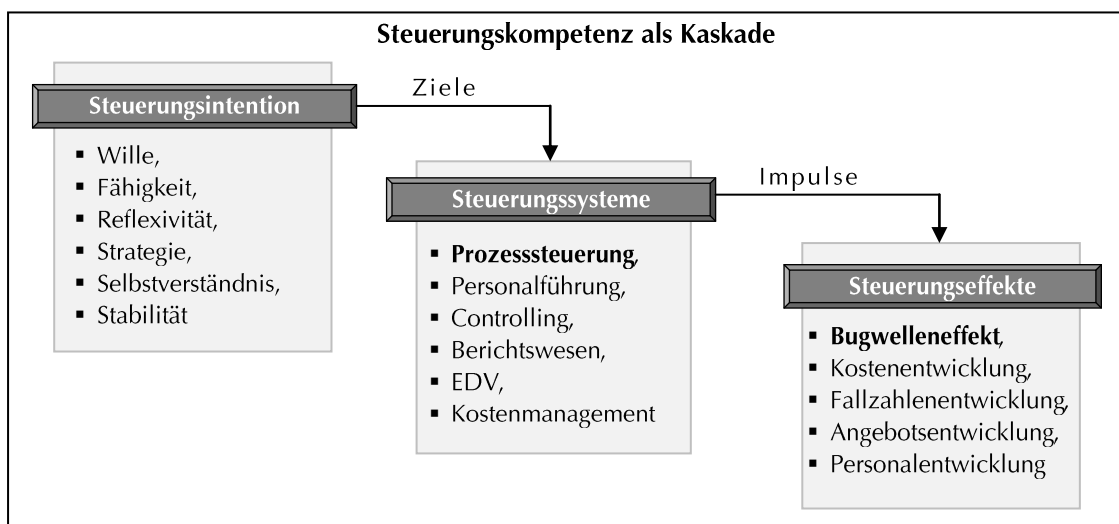 Steuerungskompetenz als Kaskade
Ziele
Steuerungsintention
▪ Wille,
▪ Fähigkeit,
▪ Reflexivität,
▪ Strategie,
▪ Selbstverständnis,
▪ Stabilität
Impulse
Steuerungssysteme
▪ Prozesssteuerung,
▪ Personalführung,
▪ Controlling,
▪ Berichtswesen,
▪ EDV,
▪ Kostenmanagement
Steuerungseffekte
▪ Bugwelleneffekt,
▪ Kostenentwicklung,
▪ Fallzahlenentwicklung,
▪ Angebotsentwicklung,
▪ Personalentwicklung